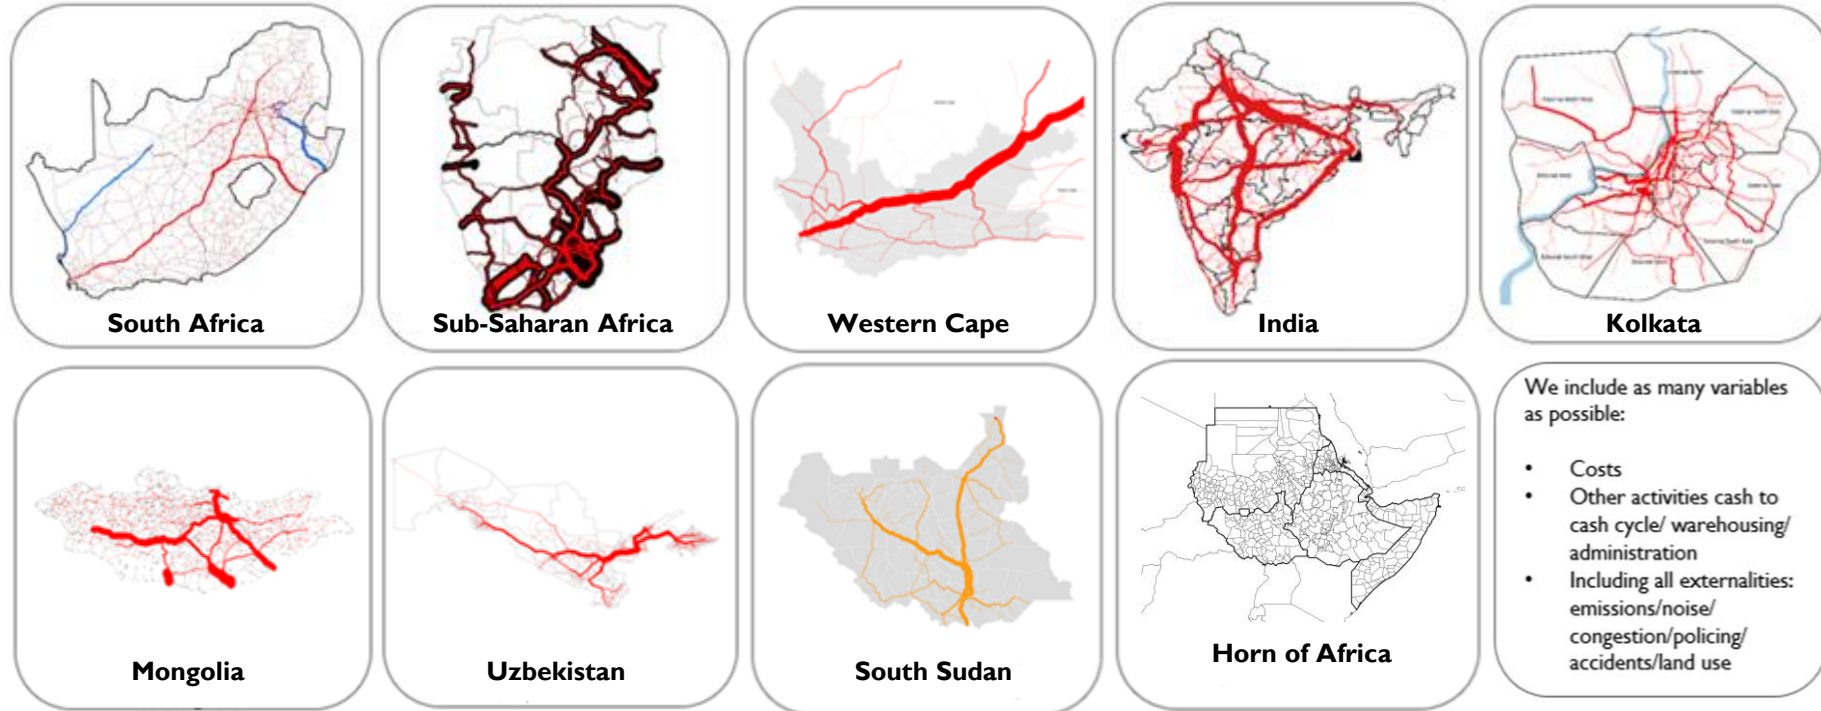 South Africa
Sub-Saharan Africa
Western Cape
India
Kolkata
Mongolia
Uzbekistan
South Sudan
Horn of Africa
We include as many variables
as possible:
• Costs
• Other activities cash to
cash cycle/ warehousing/
administration
• Including all externalities:
emissions/noise/
congestion/policing/
accidents/land use